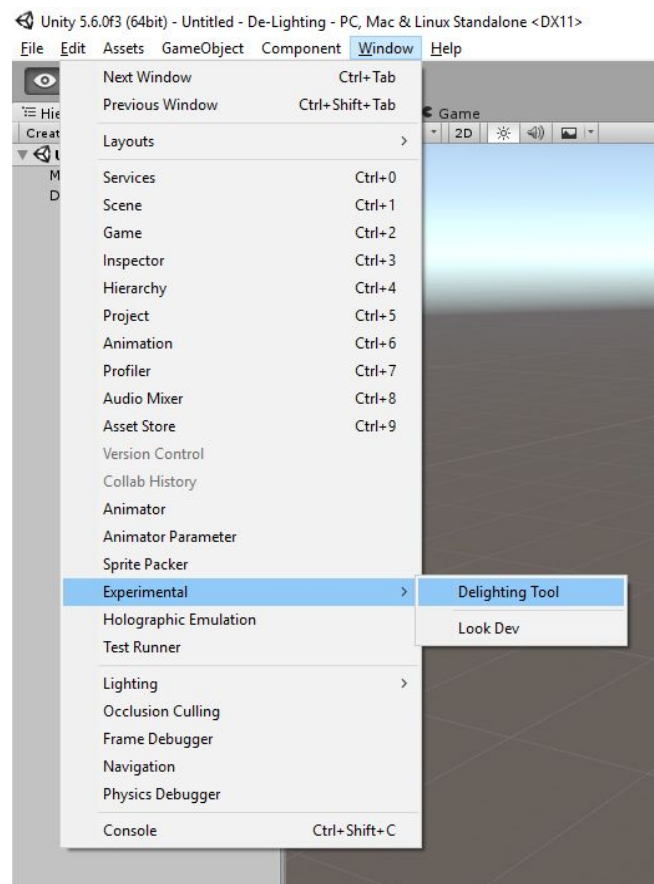 Unity 5.6.0f3 (64bit) - Untitled - De-Lighting - PC, Mac & Linux Standalone <DX11>
File Edit Assets GameObject Component Window Help
Next Window Ctrl+Tab
Previous Window Ctrl+Shift+Tab
Hie
Game
Creat
2D
Layouts
U
M
D
Services Ctrl+0
Scene Ctrl+1
Game Ctrl+2
Inspector Ctrl+3
Hierarchy Ctrl+4
Project Ctrl+5
Animation Ctrl+6
Profiler Ctrl+7
Audio Mixer Ctrl+8
Asset Store Ctrl+9
Version Control
Collab History
Animator
Animator Parameter
Sprite Packer
Experimental
Delighting Tool
Holographic Emulation
Look Dev
Test Runner
Lighting
Occlusion Culling
Frame Debugger
Navigation
Physics Debugger
Console Ctrl+Shift+C